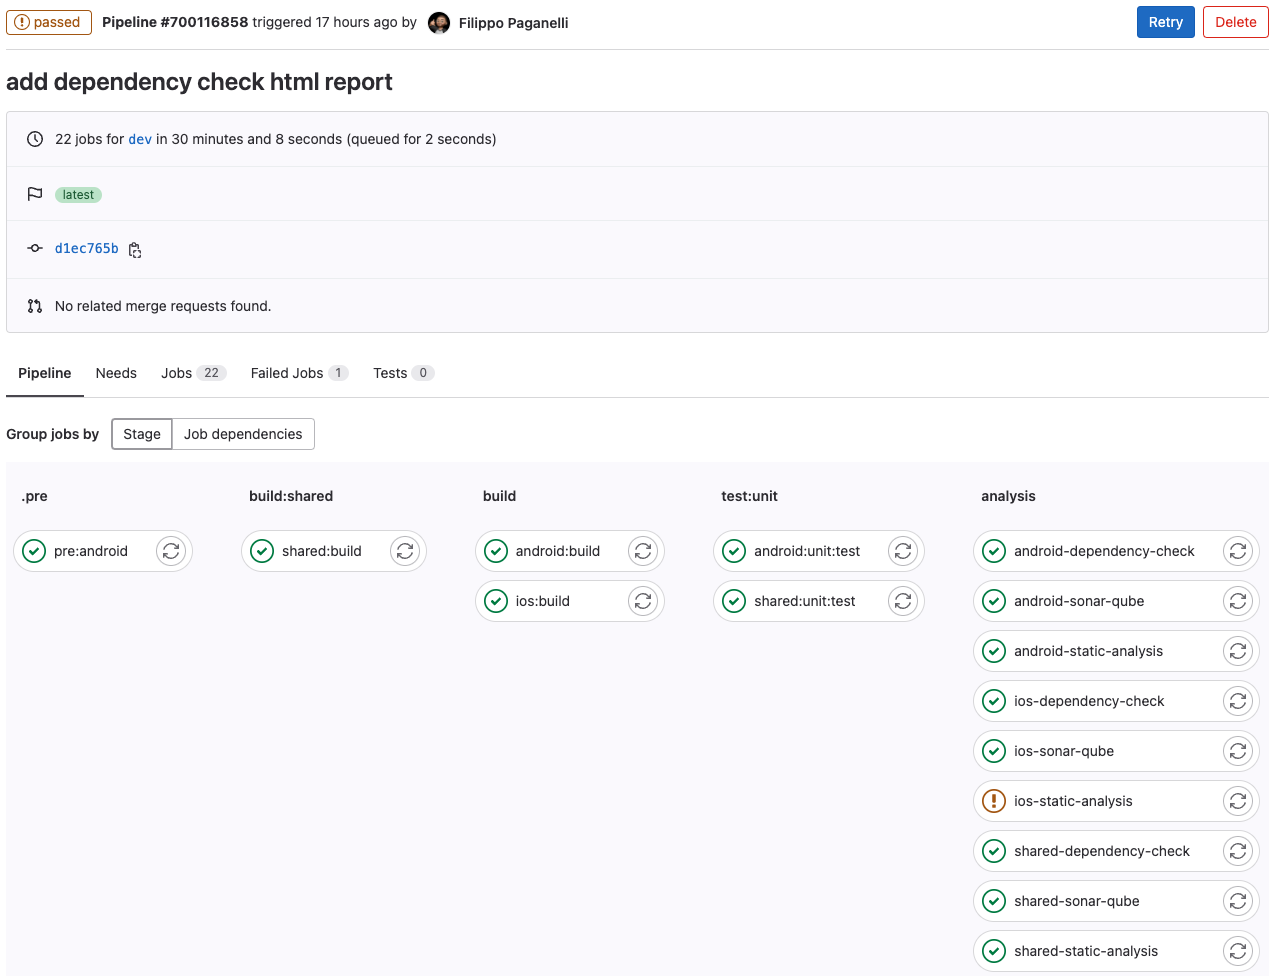 passed Pipeline #700116858 triggered 17 hours ago by Filippo Paganelli Retry Delete
add dependency check html report
22 jobs for dev in 30 minutes and 8 seconds (queued for 2 seconds)
latest
d1ec765b
No related merge requests found.
Pipeline Needs Jobs 22 Failed Jobs 1 Tests 0
Group jobs by Stage Job dependencies
.pre build:shared build test:unit analysis
pre:android shared:build android:build android:unit:test android-dependency-check
ios:build shared:unit:test android-sonar-qube
android-static-analysis
ios-dependency-check
ios-sonar-qube
ios-static-analysis
shared-dependency-check
shared-sonar-qube
shared-static-analysis